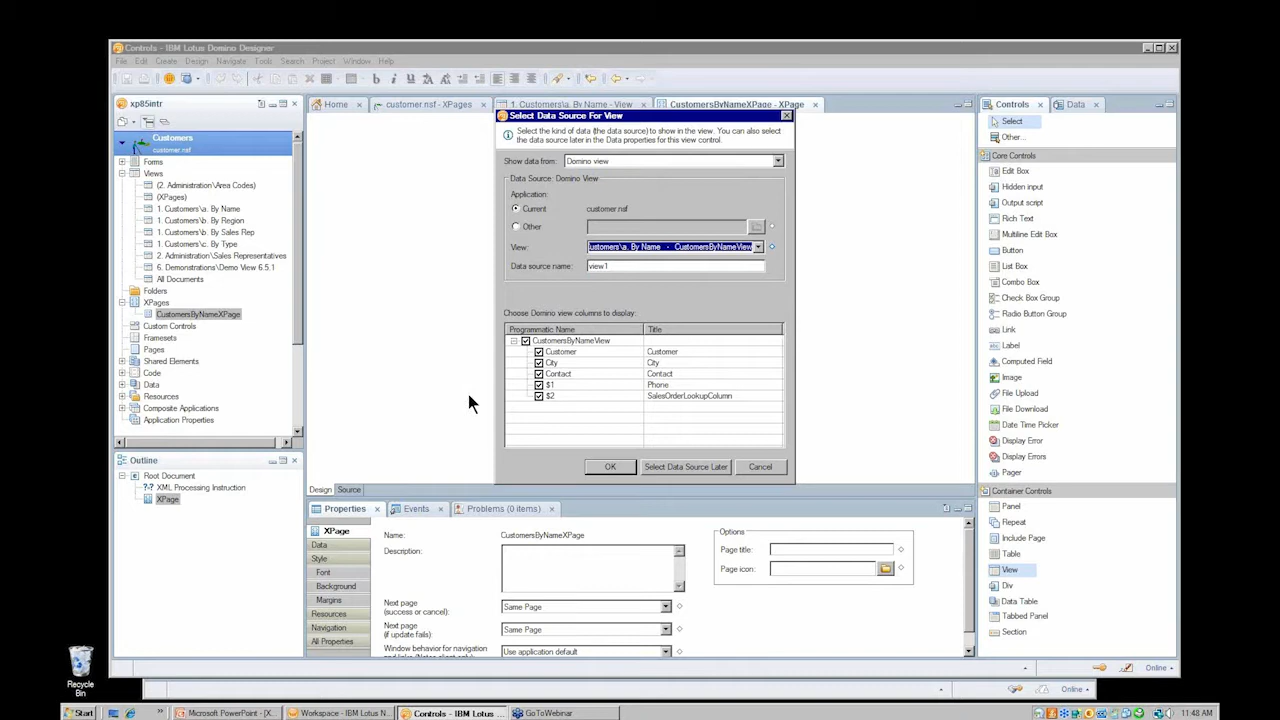 Controls - IBM Lotus Domino Designer
File Edit Create Design Navigate Tools Search Project Window Help
xp85intr
Home
customer.nsf - XPages
1. Customers\a. By Name - View
CustomersByNameXPage - XPage
Controls
Data
Customers
customer.nsf
Forms
Views
(2. Administration\Area Codes)
(XPages)
1. Customers\a. By Name
1. Customers\b. By Region
1. Customers\b. By Sales Rep
1. Customers\c. By Type
2. Administration\Sales Representatives
6. Demonstrations\Demo View 6.5.1
All Documents
Folders
XPages
CustomersByNameXPage
Custom Controls
Framesets
Pages
Shared Elements
Code
Data
Resources
Composite Applications
Application Properties
Outline
Root Document
XML Processing Instruction
XPage
Select Data Source For View
Select the kind of data (the data source) to show in the view. You can also select
the data source later in the Data properties for this view control.
Show data from: Domino view
Data Source: Domino View
Application:
Current customer.nsf
Other
View: ustomers\a. By Name - CustomersByNameView
Data source name: view1
Choose Domino view columns to display:
Programmatic Name Title
CustomersByNameView
Customer Customer
City City
Contact Contact
$1 Phone
$2 SalesOrderLookupColumn
OK Select Data Source Later Cancel
Design Source
Properties
Events
Problems (0 items)
XPage
Data
Style
Font
Background
Margins
Resources
Navigation
All Properties
Name: CustomersByNameXPage
Description:
Next page
(success or cancel): Same Page
Next page
(if update fails): Same Page
Window behavior for navigation
Use application default
Options
Page title:
Page icon:
Select
Other...
Core Controls
Edit Box
Hidden input
Output script
Rich Text
Multiline Edit Box
Button
List Box
Combo Box
Check Box Group
Radio Button Group
Link
Label
Computed Field
Image
File Upload
File Download
Date Time Picker
Display Error
Display Errors
Pager
Container Controls
Panel
Repeat
Include Page
Table
View
Div
Data Table
Tabbed Panel
Section
Online
Online
Recycle
Bin
Start
Microsoft PowerPoint - [X...
Workspace - IBM Lotus N...
Controls - IBM Lotus D...
GoToWebinar
11:48 AM